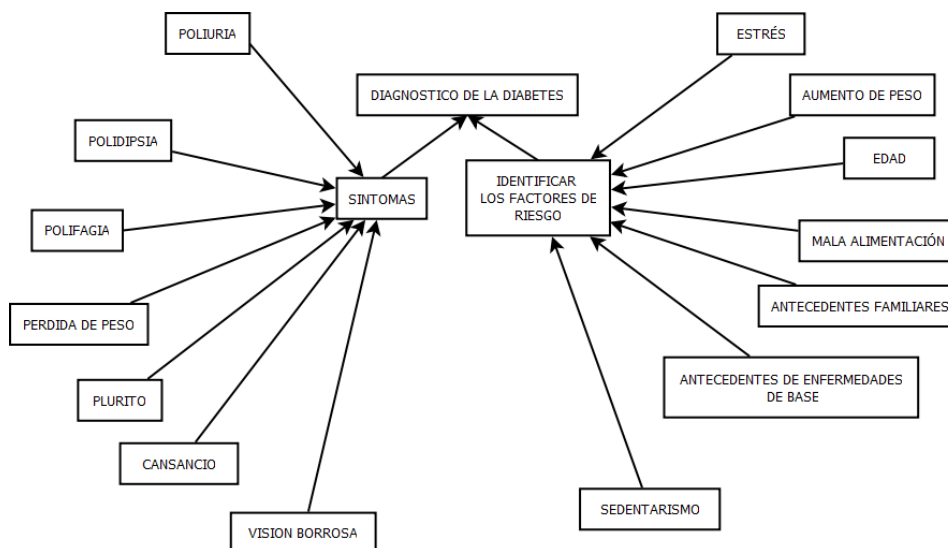 POLIURIA
ESTRÉS
DIAGNOSTICO DE LA DIABETES
AUMENTO DE PESO
POLIDIPSIA
EDAD
IDENTIFICAR
LOS FACTORES DE
RIESGO
SINTOMAS
POLIFAGIA
MALA ALIMENTACIÓN
ANTECEDENTES FAMILIARES
PERDIDA DE PESO
ANTECEDENTES DE ENFERMEDADES
DE BASE
PLURITO
CANSANCIO
SEDENTARISMO
VISION BORROSA